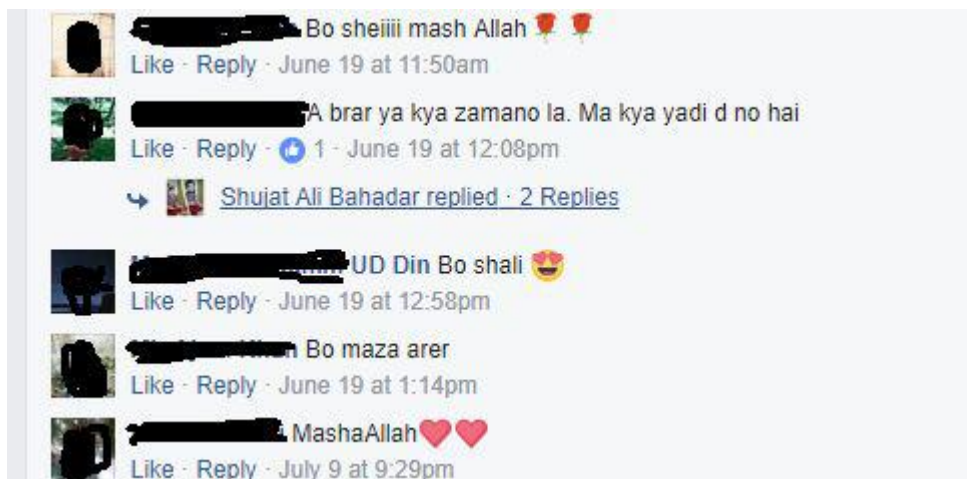 Bo sheiiii mash Allah 🌹 🌹
Like · Reply · June 19 at 11:50am
A brar ya kya zamano la. Ma kya yadi d no hai
Like · Reply · 1 · June 19 at 12:08pm
Shujat Ali Bahadar replied · 2 Replies
UD Din Bo shali 😍
Like · Reply · June 19 at 12:58pm
Bo maza arer
Like · Reply · June 19 at 1:14pm
MashaAllah❤❤
Like · Reply · July 9 at 9:29pm